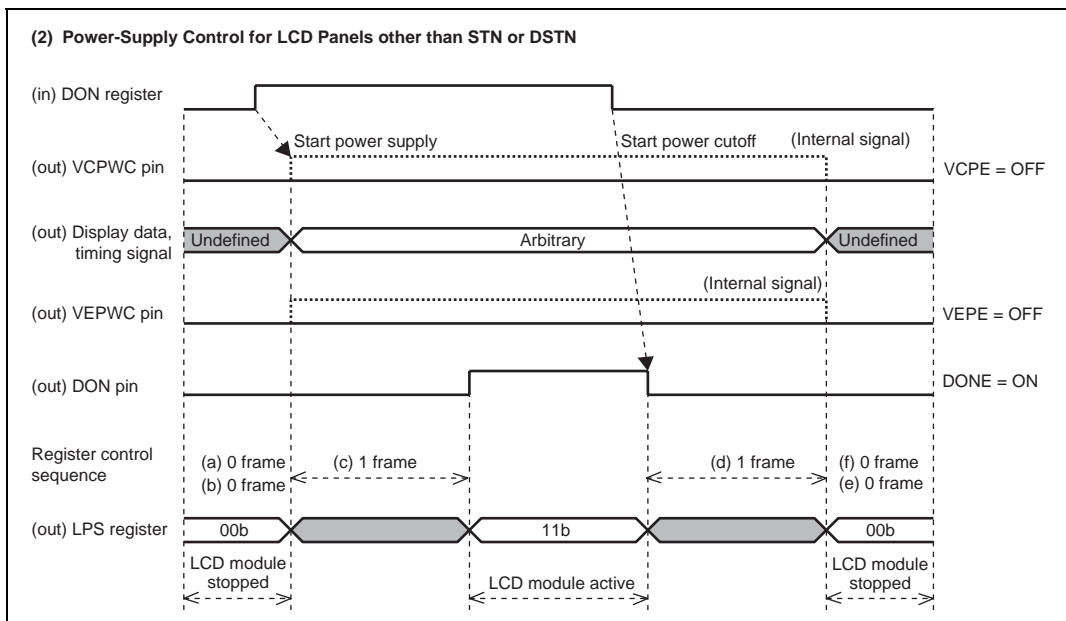 (2) Power-Supply Control for LCD Panels other than STN or DSTN
(in) DON register
Start power supply
Start power cutoff
(Internal signal)
(out) VCPWC pin
VCPE = OFF
(out) Display data,
timing signal
Undefined
Arbitrary
Undefined
(Internal signal)
(out) VEPWC pin
VEPE = OFF
(out) DON pin
DONE = ON
Register control
sequence
(a) 0 frame
(b) 0 frame
(c) 1 frame
(d) 1 frame
(f) 0 frame
(e) 0 frame
(out) LPS register
00b
11b
00b
LCD module
stopped
LCD module active
LCD module
stopped